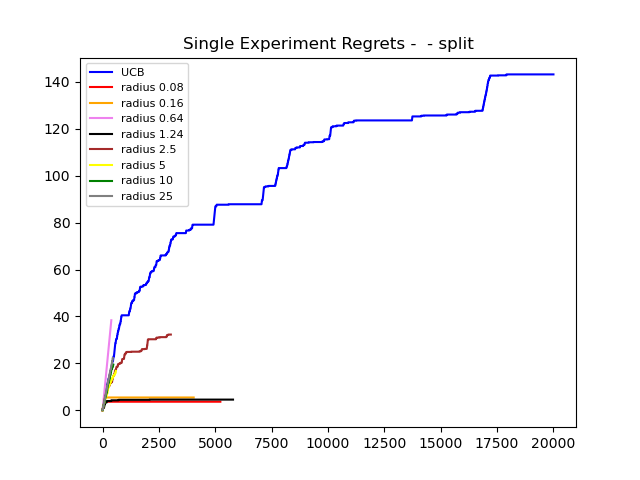 Single Experiment Regrets -  - split
UCB
radius 0.08
radius 0.16
radius 0.64
radius 1.24
radius 2.5
radius 5
radius 10
radius 25
140
120
100
80
60
40
20
0
0 2500 5000 7500 10000 12500 15000 17500 20000